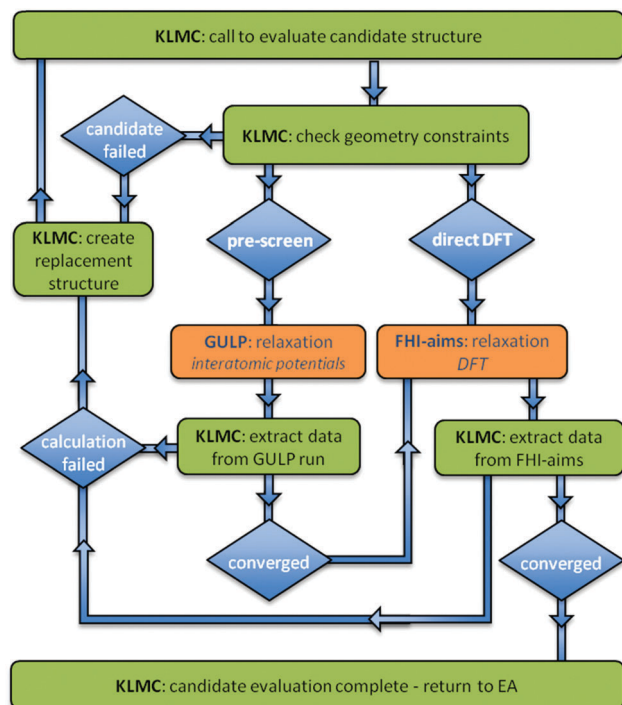 KLMC: call to evaluate candidate structure
candidate
failed
KLMC: check geometry constraints
KLMC: create
replacement
structure
pre-screen
direct DFT
GULP: relaxation
interatomic potentials
FHI-aims: relaxation
DFT
calculation
failed
KLMC: extract data
from GULP run
KLMC: extract data
from FHI-aims
converged
converged
KLMC: candidate evaluation complete - return to EA